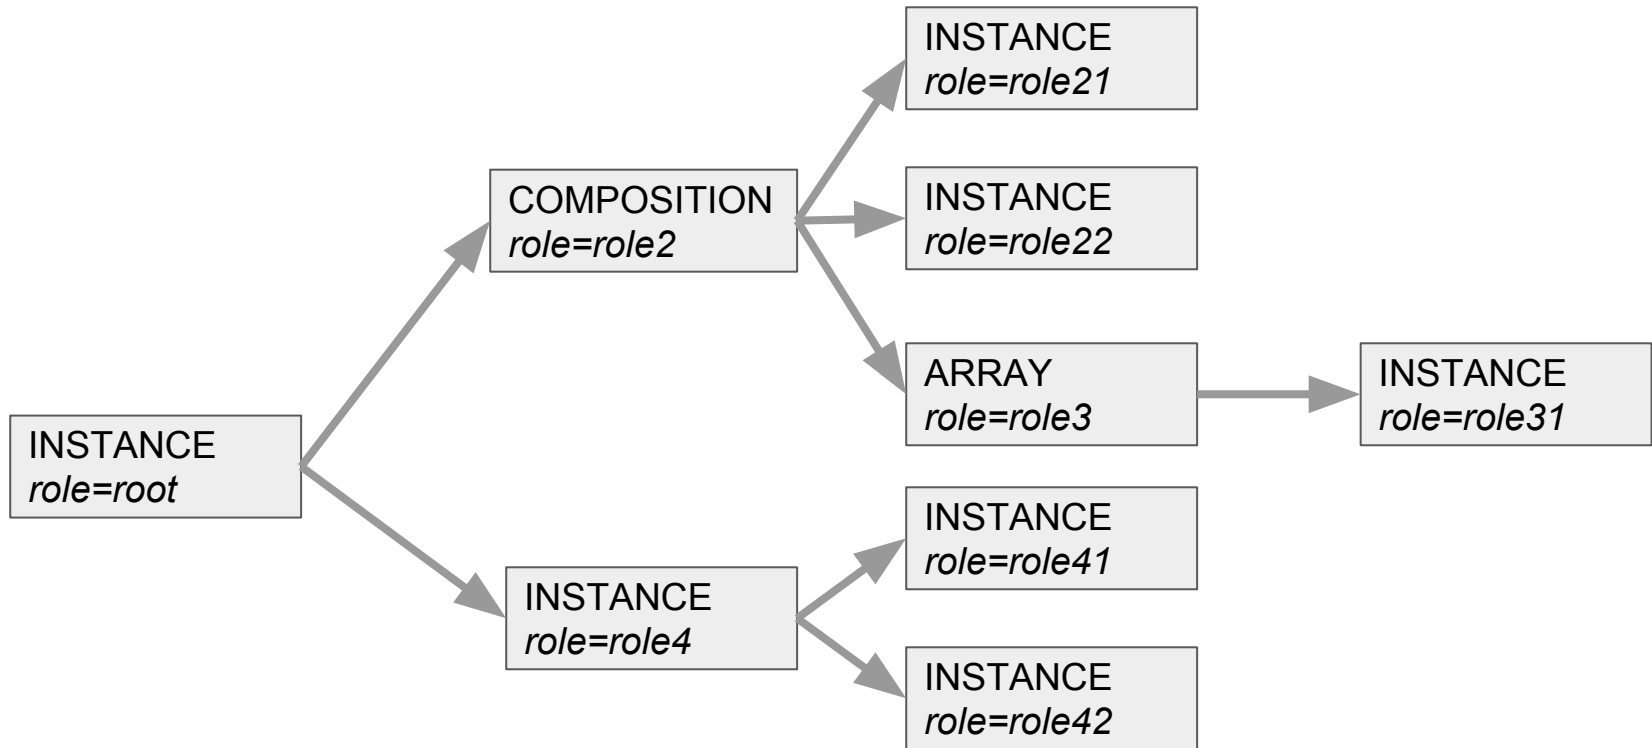 INSTANCE
role=root
COMPOSITION
role=role2
INSTANCE
role=role4
INSTANCE
role=role21
INSTANCE
role=role22
ARRAY
role=role3
INSTANCE
role=role41
INSTANCE
role=role42
INSTANCE
role=role31